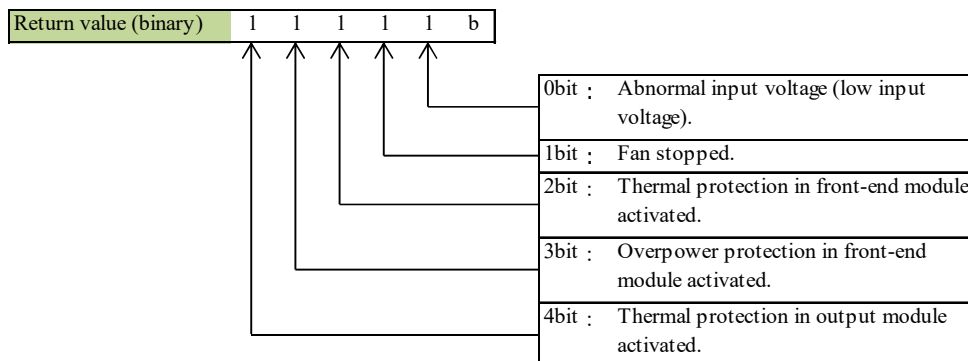 Return value (binary) 1 1 1 1 1 b
0bit : Abnormal input voltage (low input
voltage).
1bit : Fan stopped.
2bit : Thermal protection in front-end module
activated.
3bit : Overpower protection in front-end
module activated.
4bit : Thermal protection in output module
activated.